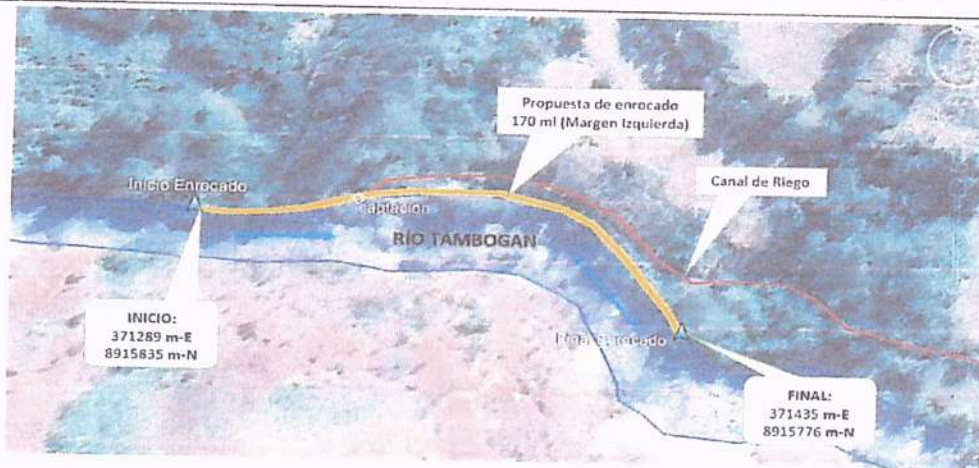 Propuesta de enrocado
170 ml (Margen Izquierda)
Canal de Riego
Inicio Enrocado
Captación
RÍO TAMBOGAN
INICIO:
371289 m-E
8915835 m-N
Final Enrocado
FINAL:
371435 m-E
8915776 m-N